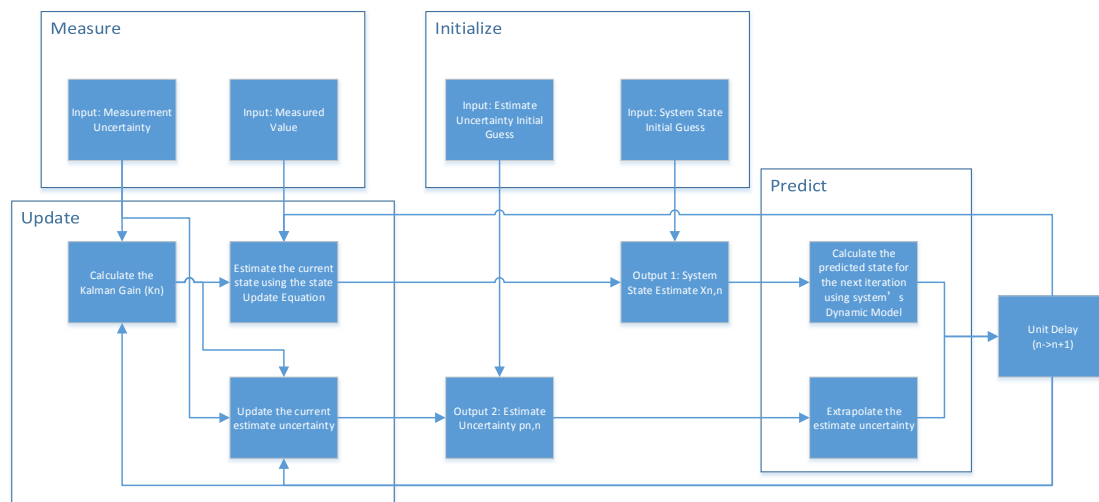 Measure
Initialize
Input: Measurement
Uncertainty
Input: Measured
Value
Input: Estimate
Uncertainty Initial
Guess
Input: System State
Initial Guess
Predict
Update
Calculate the
Kalman Gain (Kn)
Estimate the current
state using the state
Update Equation
Output 1: System
State Estimate Xn,n
Calculate the
predicted state for
the next iteration
using system’s
Dynamic Model
Unit Delay
(n->n+1)
Update the current
estimate uncertainty
Output 2: Estimate
Uncertainty pn,n
Extrapolate the
estimate uncertainty